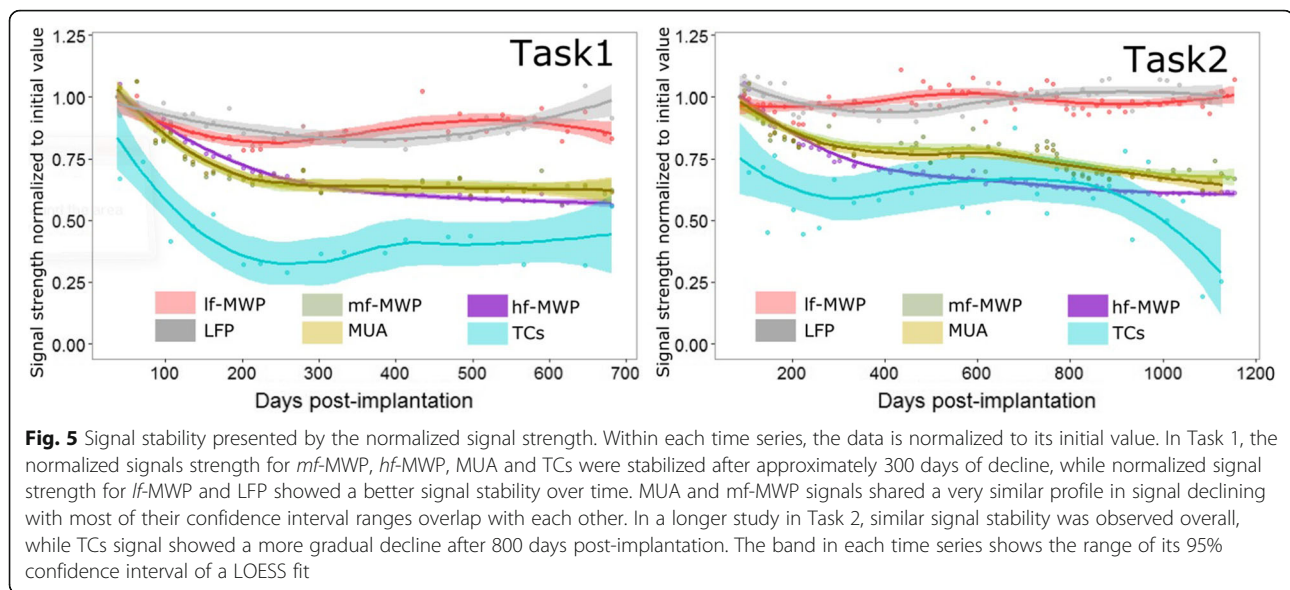 Task1
Signal strength normalized to initial value
1.25
1.00
0.75
0.50
0.25
0.00
lf-MWP
mf-MWP
hf-MWP
LFP
MUA
TCs
100
200
300
400
500
600
700
Days post-implantation
Task2
Signal strength normalized to initial value
1.25
1.00
0.75
0.50
0.25
0.00
lf-MWP
mf-MWP
hf-MWP
LFP
MUA
TCs
200
400
600
800
1000
1200
Days post-implantation
Fig. 5 Signal stability presented by the normalized signal strength. Within each time series, the data is normalized to its initial value. In Task 1, the
normalized signals strength for mf-MWP, hf-MWP, MUA and TCs were stabilized after approximately 300 days of decline, while normalized signal
strength for lf-MWP and LFP showed a better signal stability over time. MUA and mf-MWP signals shared a very similar profile in signal declining
with most of their confidence interval ranges overlap with each other. In a longer study in Task 2, similar signal stability was observed overall,
while TCs signal showed a more gradual decline after 800 days post-implantation. The band in each time series shows the range of its 95%
confidence interval of a LOESS fit